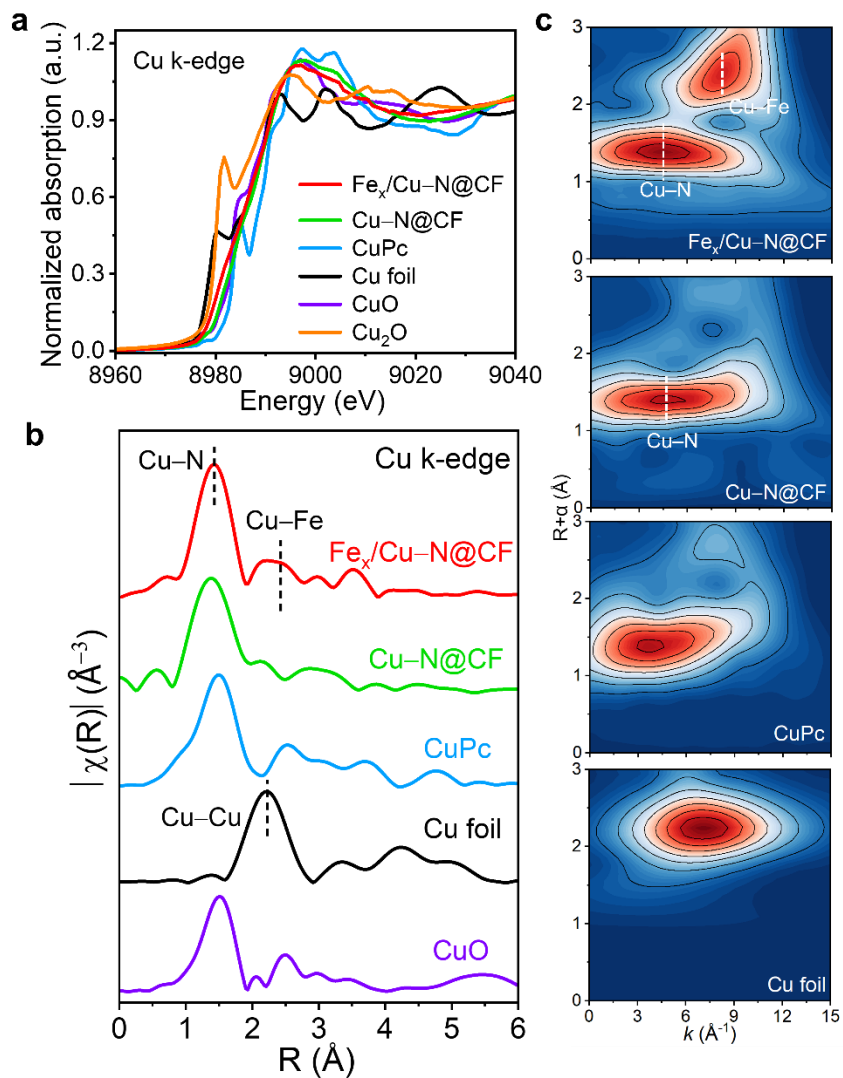 a
Cu k-edge
Normalized absorption (a.u.)
1.2
0.9
0.6
0.3
0.0
Feₓ/Cu–N@CF
Cu–N@CF
CuPc
Cu foil
CuO
Cu₂O
8960 8980 9000 9020 9040
Energy (eV)
b
Cu k-edge
Cu–N
Cu–Fe
Feₓ/Cu–N@CF
Cu–N@CF
CuPc
Cu–Cu
Cu foil
CuO
|χ(R)| (Å⁻³)
0 1 2 3 4 5 6
R (Å)
c
3
2
1
0
Cu–Fe
Cu–N
Feₓ/Cu–N@CF
3
2
1
0
Cu–N
Cu–N@CF
R+α (Å)
3
2
1
0
CuPc
3
2
1
0
Cu foil
0 3 6 9 12 15
k (Å⁻¹)